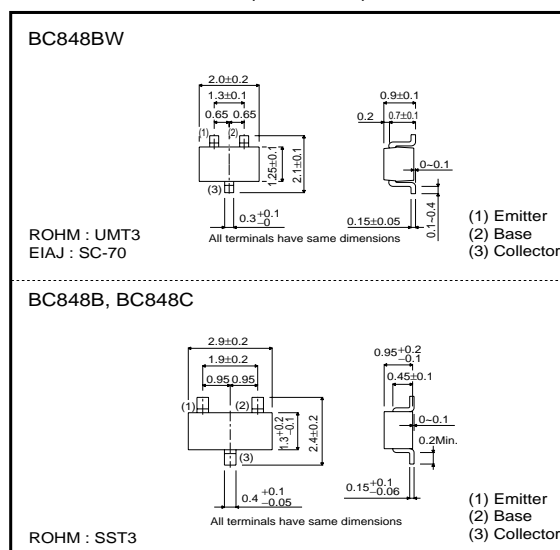 BC848BW
2.0±0.2
1.3±0.1
0.65 0.65
(1) (2)
(3)
1.25±0.1
2.1±0.1
0.3+0.1
−0
All terminals have same dimensions
0.9±0.1
0.2 0.7±0.1
0~0.1
0.1~0.4
0.15±0.05
ROHM : UMT3
EIAJ : SC-70
(1) Emitter
(2) Base
(3) Collector
BC848B, BC848C
2.9±0.2
1.9±0.2
0.95 0.95
(1) (2)
(3)
1.3+0.2
−0.1
2.4±0.2
0.4 +0.1
−0.05
All terminals have same dimensions
0.95+0.2
−0.1
0.45±0.1
0~0.1
0.2Min.
0.15+0.1
−0.06
ROHM : SST3
(1) Emitter
(2) Base
(3) Collector